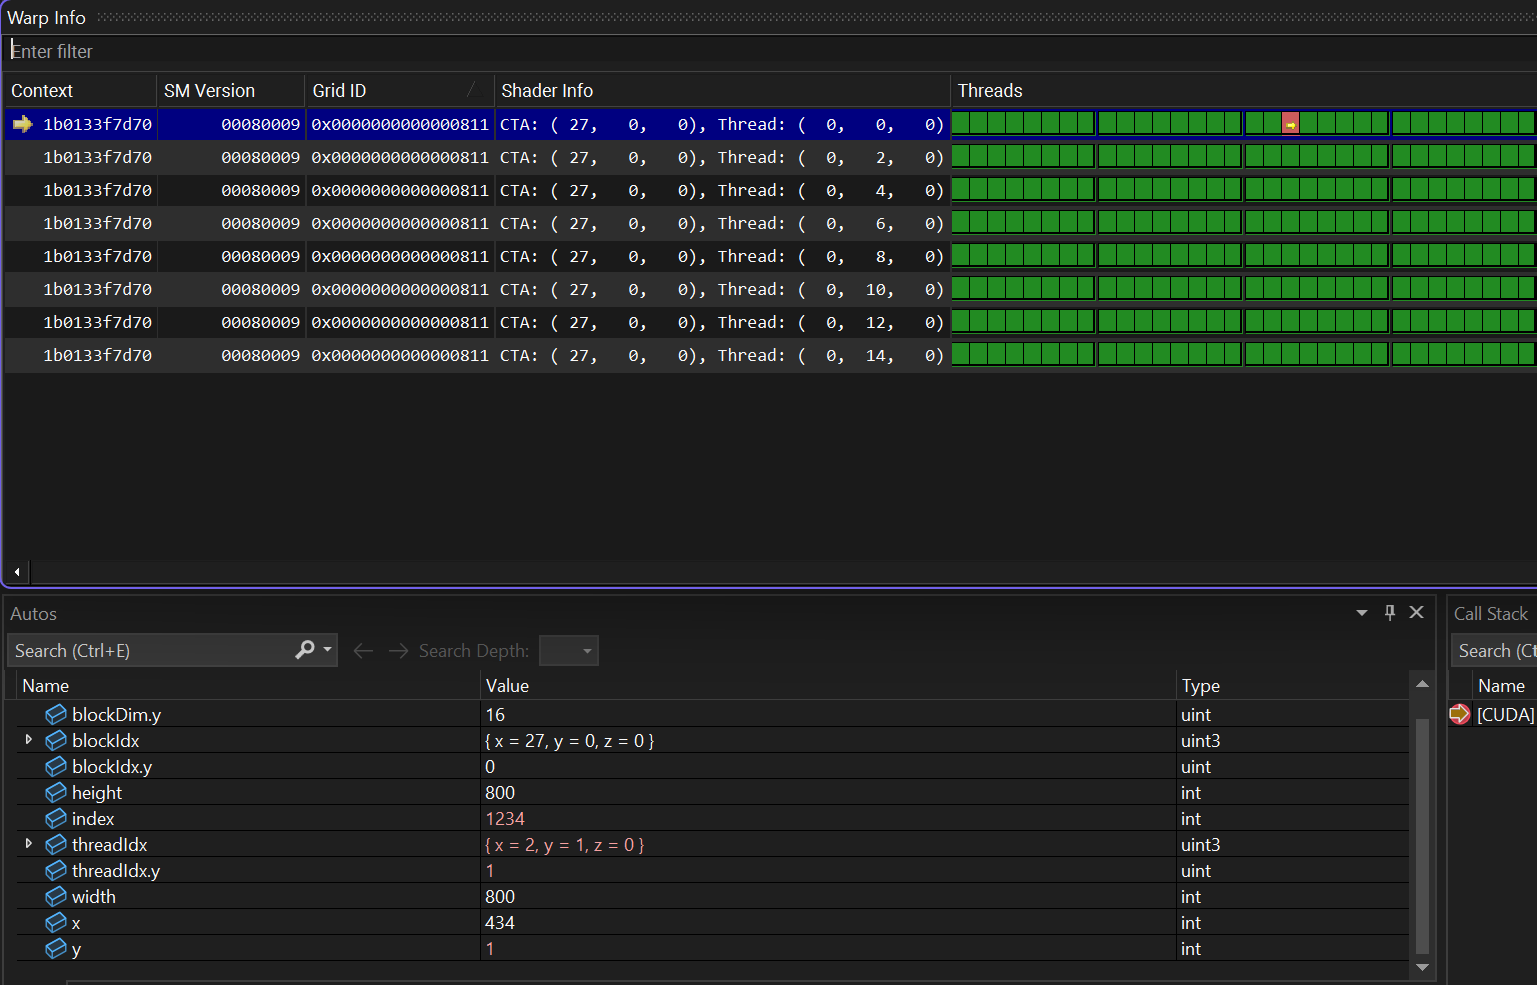 Warp Info
Enter filter
Context SM Version Grid ID Shader Info Threads
1b0133f7d70 00080009 0x0000000000000811 CTA: ( 27, 0, 0), Thread: ( 0, 0, 0)
1b0133f7d70 00080009 0x0000000000000811 CTA: ( 27, 0, 0), Thread: ( 0, 2, 0)
1b0133f7d70 00080009 0x0000000000000811 CTA: ( 27, 0, 0), Thread: ( 0, 4, 0)
1b0133f7d70 00080009 0x0000000000000811 CTA: ( 27, 0, 0), Thread: ( 0, 6, 0)
1b0133f7d70 00080009 0x0000000000000811 CTA: ( 27, 0, 0), Thread: ( 0, 8, 0)
1b0133f7d70 00080009 0x0000000000000811 CTA: ( 27, 0, 0), Thread: ( 0, 10, 0)
1b0133f7d70 00080009 0x0000000000000811 CTA: ( 27, 0, 0), Thread: ( 0, 12, 0)
1b0133f7d70 00080009 0x0000000000000811 CTA: ( 27, 0, 0), Thread: ( 0, 14, 0)
Autos
Search (Ctrl+E) Search Depth:
Name Value Type
blockDim.y 16 uint
blockIdx { x = 27, y = 0, z = 0 } uint3
blockIdx.y 0 uint
height 800 int
index 1234 int
threadIdx { x = 2, y = 1, z = 0 } uint3
threadIdx.y 1 uint
width 800 int
x 434 int
y 1 int
Call Stack
Search (Ct
Name
[CUDA]